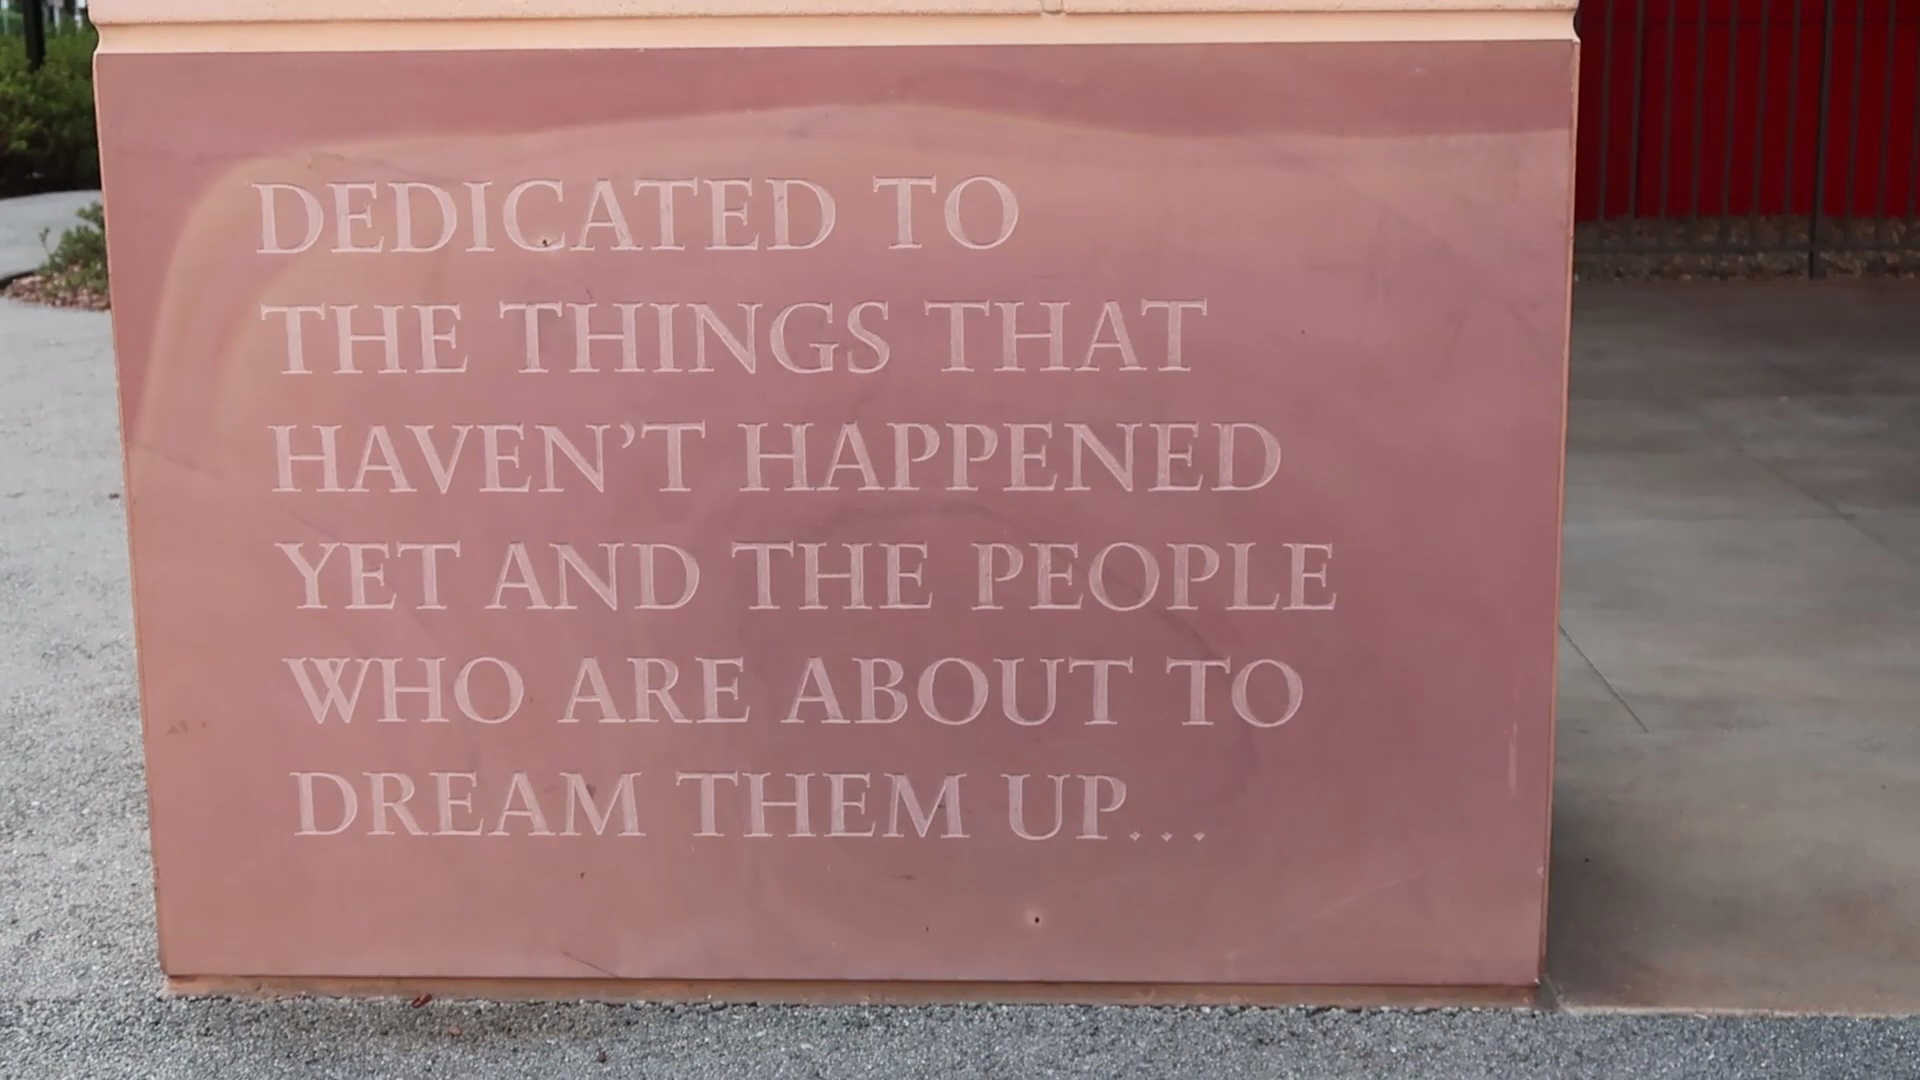 DEDICATED TO
THE THINGS THAT
HAVEN'T HAPPENED
YET AND THE PEOPLE
WHO ARE ABOUT TO
DREAM THEM UP...